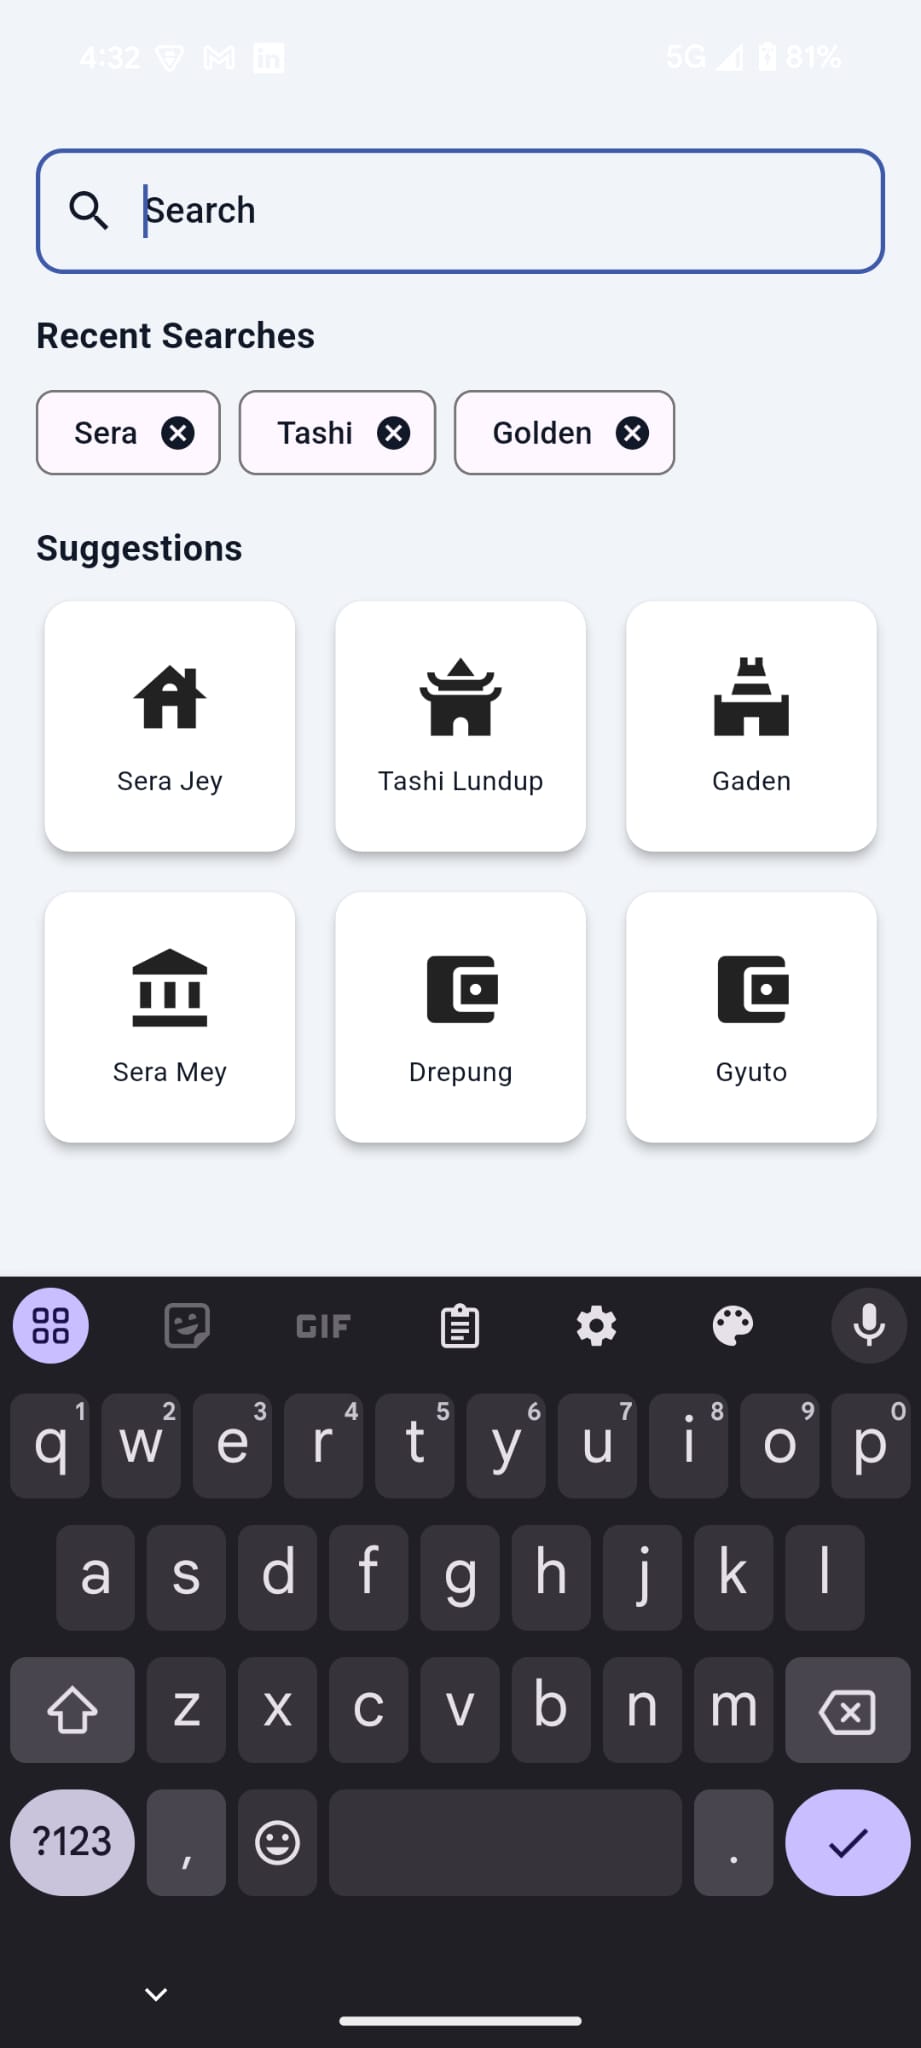 4:32 5G 81%
Search
Recent Searches
Sera Tashi Golden
Suggestions
Sera Jey Tashi Lundup Gaden
Sera Mey Drepung Gyuto
GIF
1 2 3 4 5 6 7 8 9 0
q w e r t y u i o p
a s d f g h j k l
z x c v b n m
?123 , .